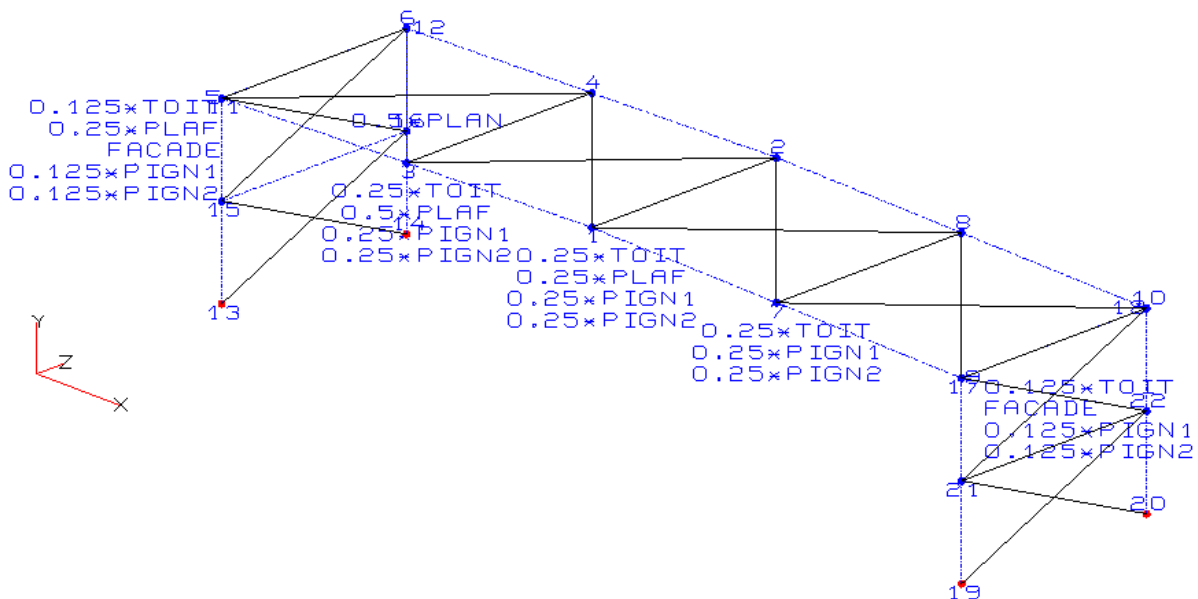 6
12
4
5
11
0.125*TOIT
0.25*PLAF
FACADE
0.125*PIGN1
0.125*PIGN2
0.5*PLAN
16
2
3
15
0.25*TOIT
0.5*PLAF
14
0.25*PIGN1
0.25*PIGN2
1
0.25*TOIT
0.25*PLAF
0.25*PIGN1
0.25*PIGN2
8
7
0.25*TOIT
0.25*PIGN1
0.25*PIGN2
10
13
Y
Z
X
9
17
0.125*TOIT
22
FACADE
0.125*PIGN1
0.125*PIGN2
21
20
19